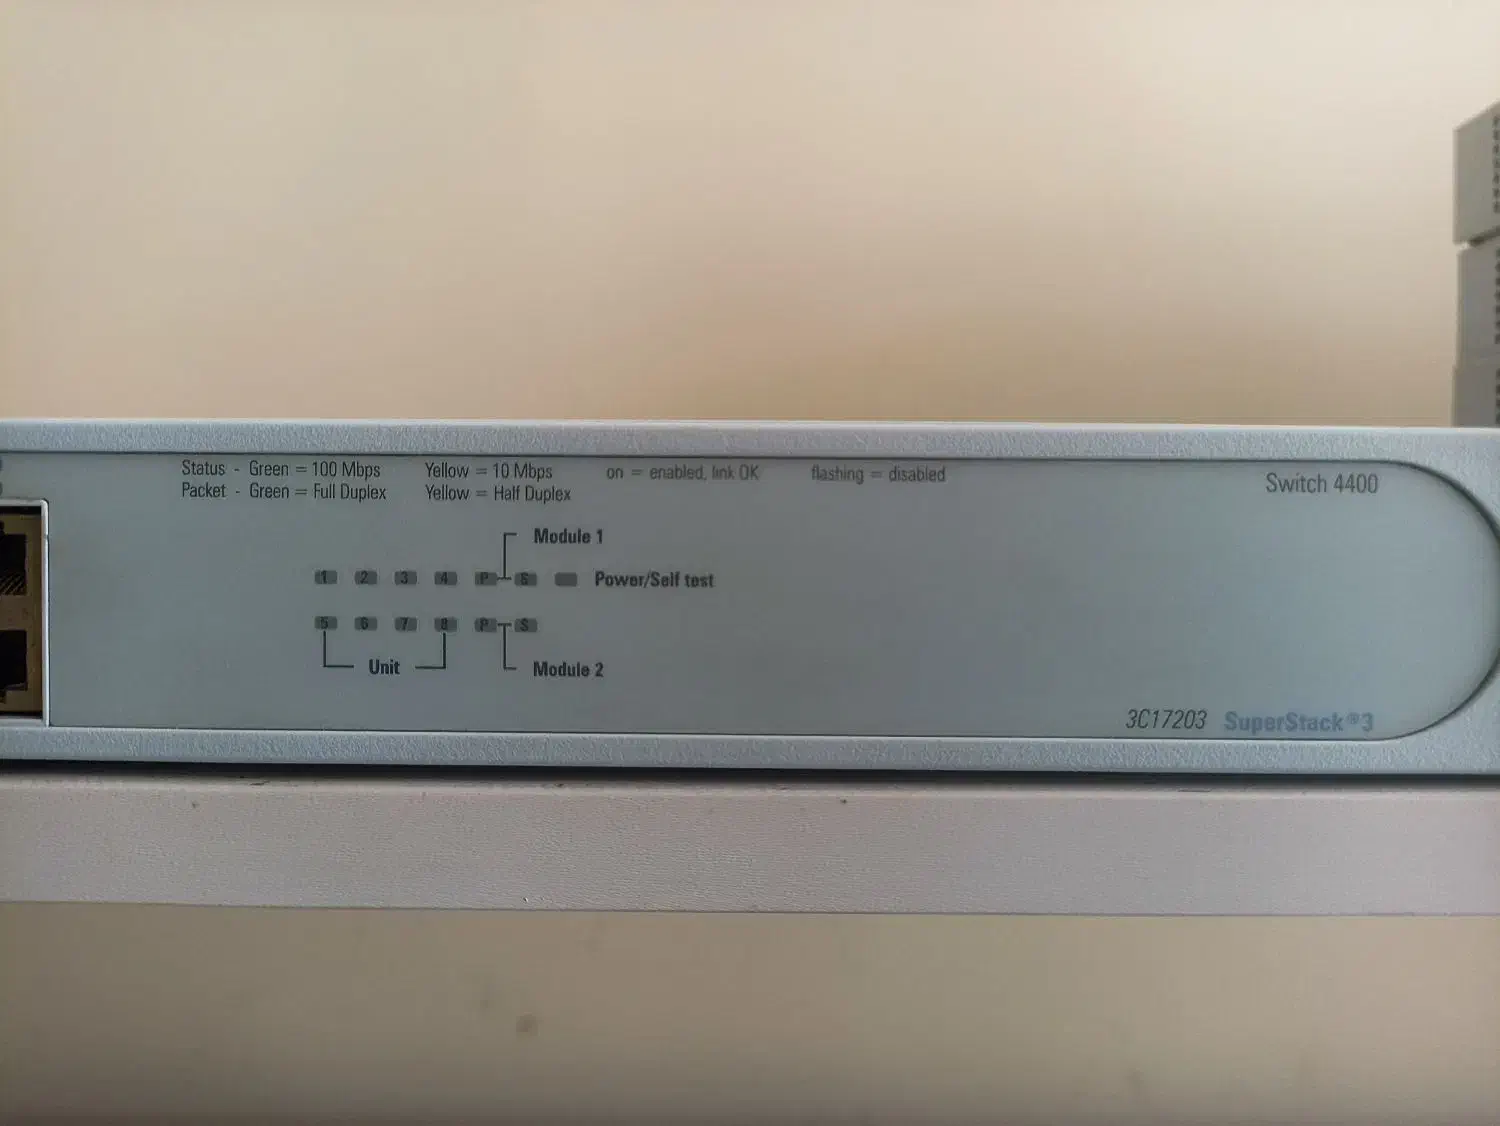 Status - Green = 100 Mbps Yellow = 10 Mbps on = enabled, link OK flashing = disabled
Packet - Green = Full Duplex Yellow = Half Duplex
Switch 4400
Module 1
1 2 3 4 P S Power/Self test
5 6 7 8 P S
Unit Module 2
3C17203 SuperStack®3